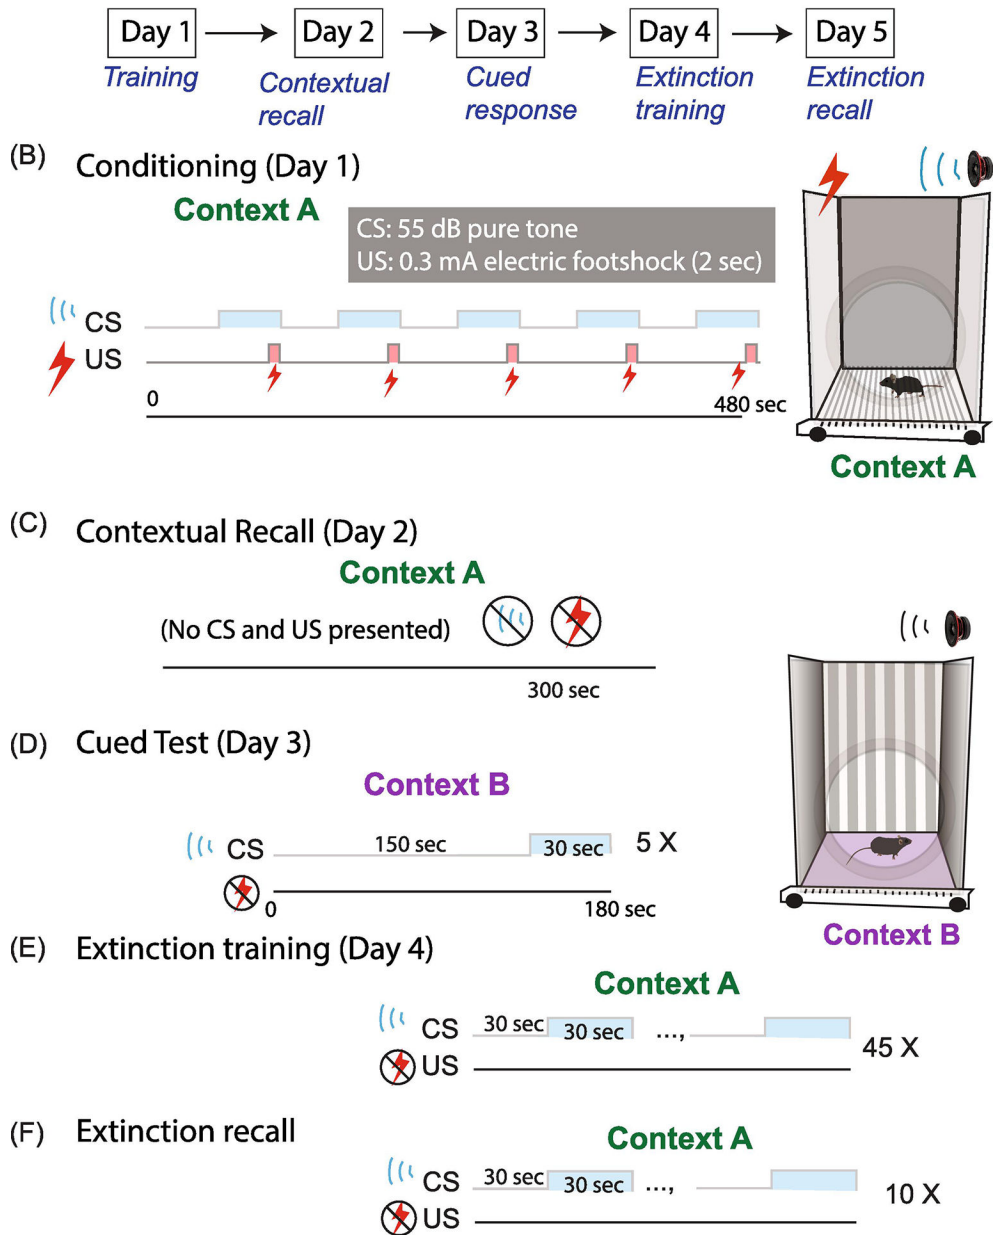 Day 1 Day 2 Day 3 Day 4 Day 5
Training Contextual recall Cued response Extinction training Extinction recall
(B) Conditioning (Day 1)
Context A
CS: 55 dB pure tone
US: 0.3 mA electric footshock (2 sec)
CS
US
0 480 sec
Context A
(C) Contextual Recall (Day 2)
Context A
(No CS and US presented)
300 sec
(D) Cued Test (Day 3)
Context B
CS 150 sec 30 sec 5 X
0 180 sec
Context B
(E) Extinction training (Day 4)
Context A
CS 30 sec 30 sec ...,
US
45 X
(F) Extinction recall
Context A
CS 30 sec 30 sec ...,
US
10 X